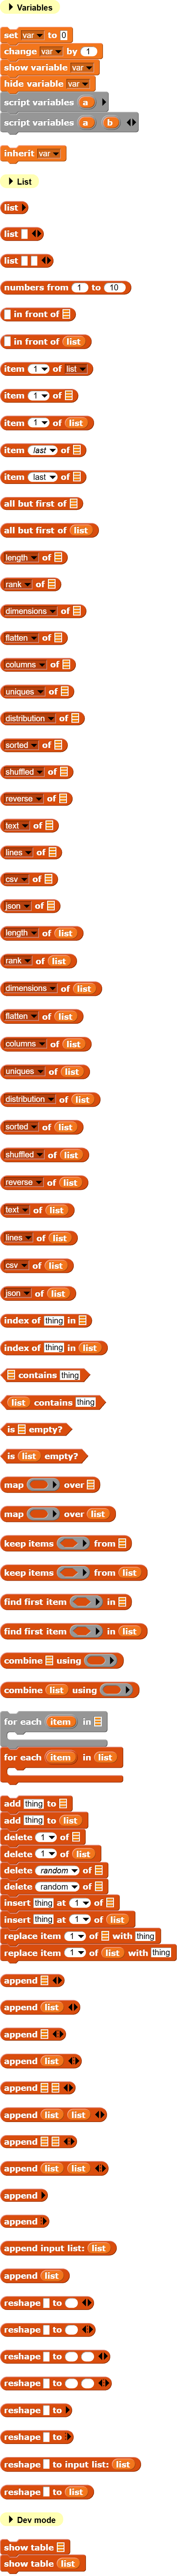 Variables
set var to 0
change var by 1
show variable var
hide variable var
script variables a
script variables a b
inherit var
List
list
list
list
numbers from 1 to 10
in front of
in front of list
item 1 of list
item 1 of
item 1 of list
item last of
item last of
all but first of
all but first of list
length of
rank of
dimensions of
flatten of
columns of
uniques of
distribution of
sorted of
shuffled of
reverse of
text of
lines of
csv of
json of
length of list
rank of list
dimensions of list
flatten of list
columns of list
uniques of list
distribution of list
sorted of list
shuffled of list
reverse of list
text of list
lines of list
csv of list
json of list
index of thing in
index of thing in list
contains thing
list contains thing
is empty?
is list empty?
map over
map over list
keep items from
keep items from list
find first item in
find first item in list
combine using
combine list using
for each item in
for each item in list
add thing to
add thing to list
delete 1 of
delete 1 of list
delete random of
delete random of list
insert thing at 1 of
insert thing at 1 of list
replace item 1 of with thing
replace item 1 of list with thing
append
append list
append
append list
append
append list list
append
append list list
append
append
append input list: list
append list
reshape to
reshape to
reshape to
reshape to
reshape to
reshape to
reshape to input list: list
reshape to list
Dev mode
show table
show table list